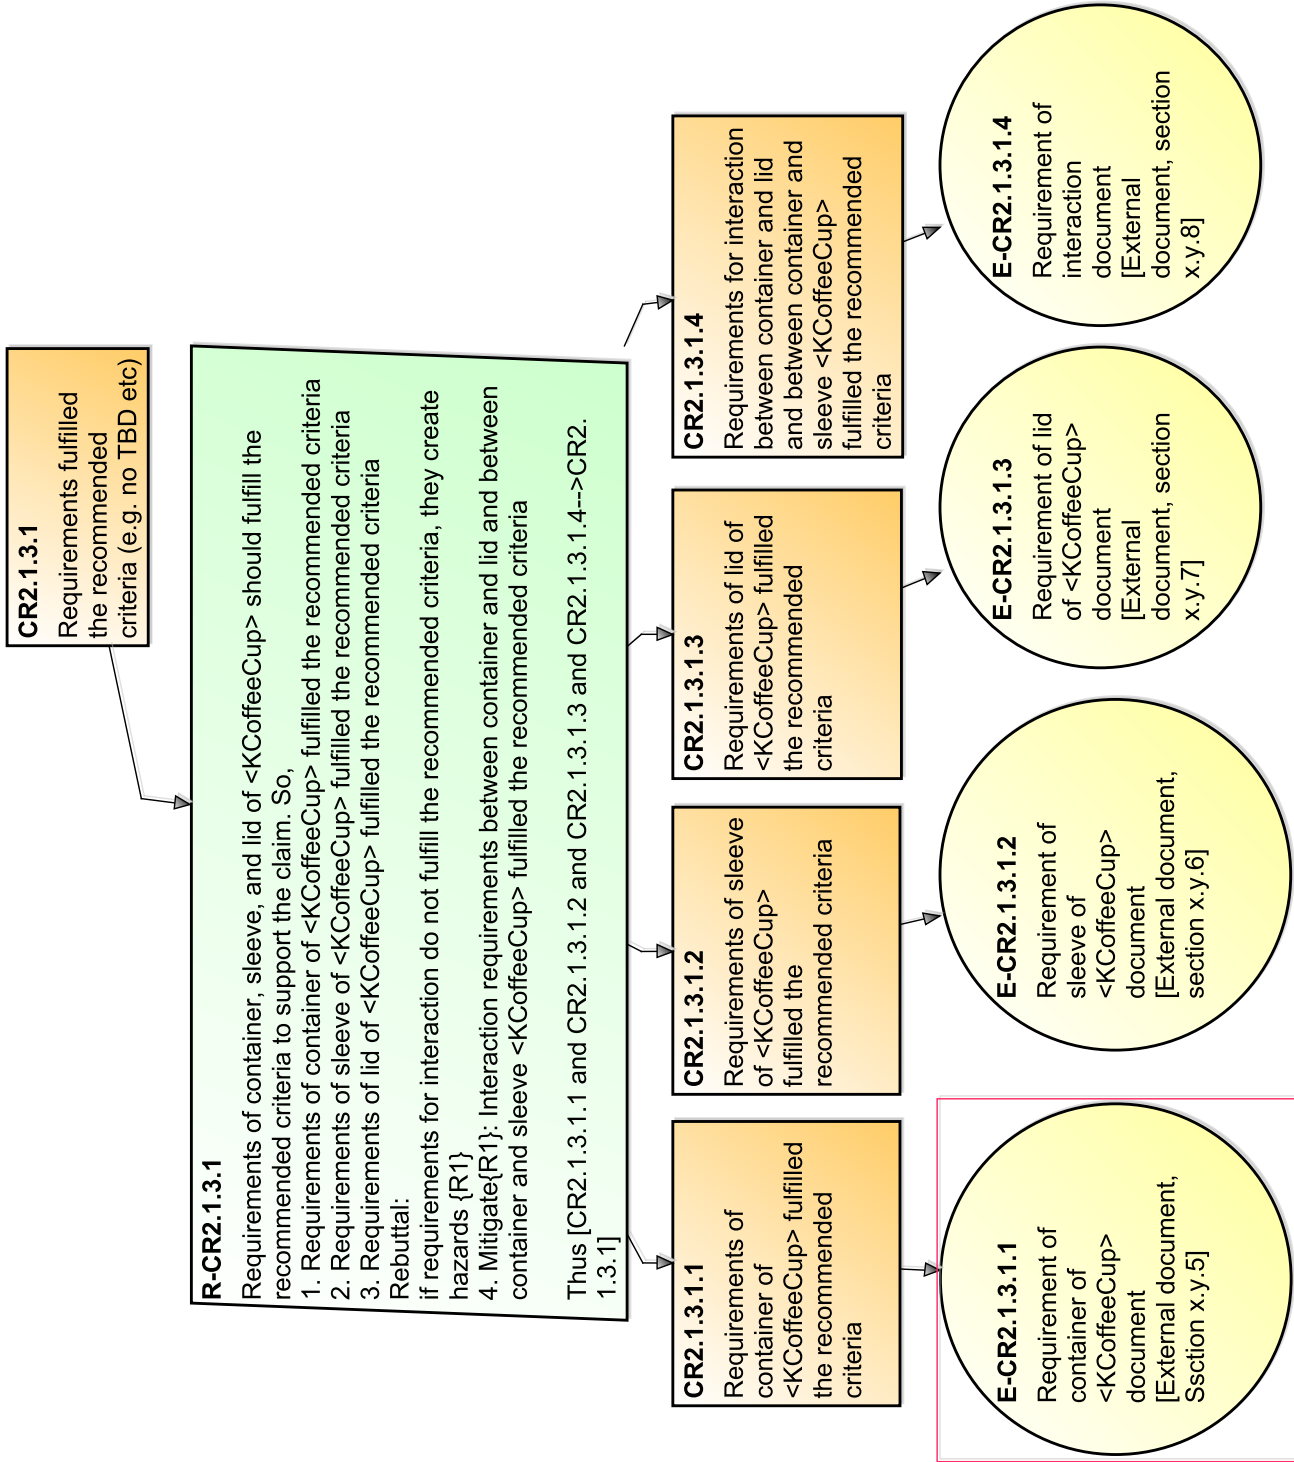 CR2.1.3.1
Requirements fulfilled
the recommended
criteria (e.g. no TBD etc)
R-CR2.1.3.1
Requirements of container, sleeve, and lid of <KCoffeeCup> should fulfill the
recommended criteria to support the claim. So,
1. Requirements of container of <KCoffeeCup> fulfilled the recommended criteria
2. Requirements of sleeve of <KCoffeeCup> fulfilled the recommended criteria
3. Requirements of lid of <KCoffeeCup> fulfilled the recommended criteria
Rebuttal:
if requirements for interaction do not fulfill the recommended criteria, they create
hazards {R1}
4. Mitigate{R1}: Interaction requirements between container and lid and between
container and sleeve <KCoffeeCup> fulfilled the recommended criteria
Thus [CR2.1.3.1.1 and CR2.1.3.1.2 and CR2.1.3.1.3 and CR2.1.3.1.4-->CR2.
1.3.1]
CR2.1.3.1.1
Requirements of
container of
<KCoffeeCup> fulfilled
the recommended
criteria
CR2.1.3.1.2
Requirements of sleeve
of <KCoffeeCup>
fulfilled the
recommended criteria
CR2.1.3.1.3
Requirements of lid of
<KCoffeeCup> fulfilled
the recommended
criteria
CR2.1.3.1.4
Requirements for interaction
between container and lid
and between container and
sleeve <KCoffeeCup>
fulfilled the recommended
criteria
E-CR2.1.3.1.1
Requirement of
container of
<KCoffeeCup>
document
[External document,
Ssction x.y.5]
E-CR2.1.3.1.2
Requirement of
sleeve of
<KCoffeeCup>
document
[External document,
section x.y.6]
E-CR2.1.3.1.3
Requirement of lid
of <KCoffeeCup>
document
[External
document, section
x.y.7]
E-CR2.1.3.1.4
Requirement of
interaction
document
[External
document, section
x.y.8]